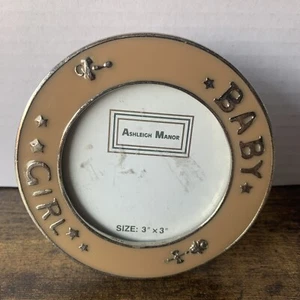 BABY
GIRL
ASHLEIGH MANOR
SIZE: 3" × 3"